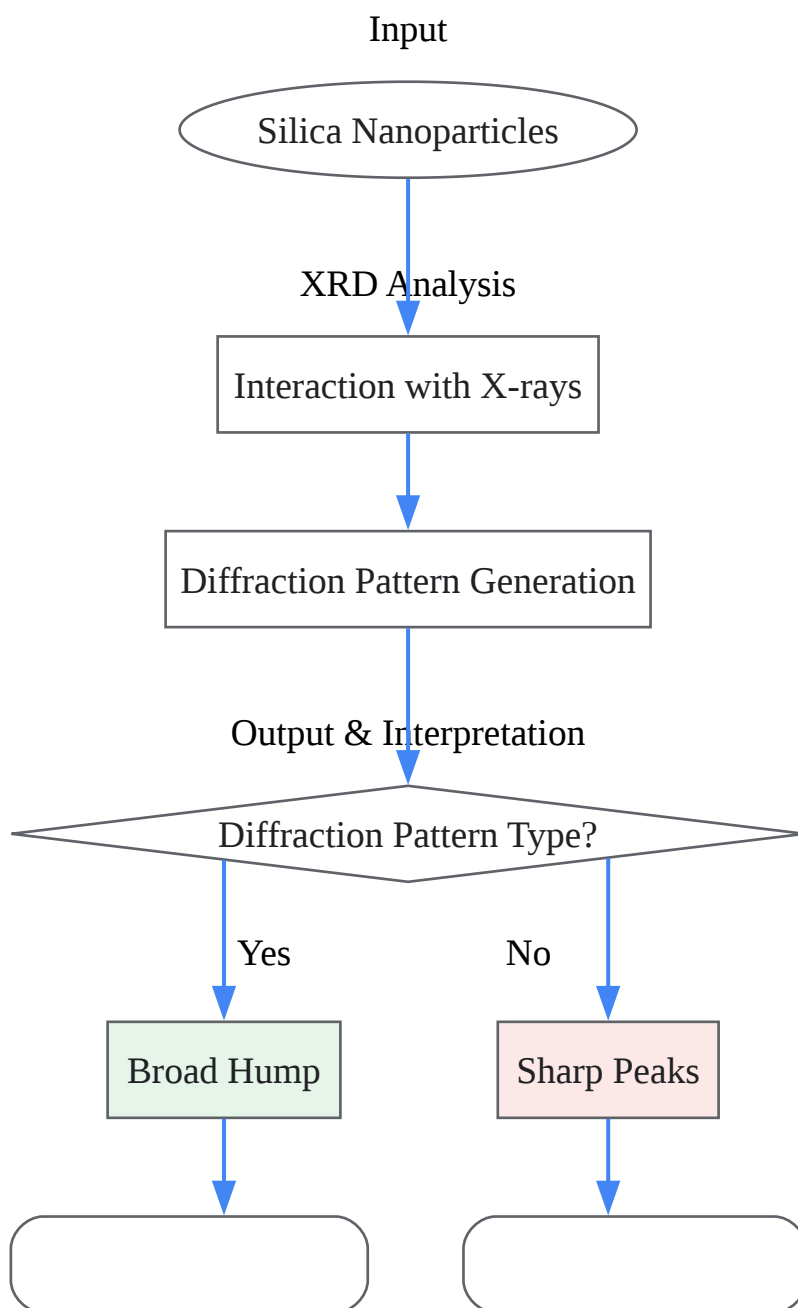 Input
Silica Nanoparticles
XRD Analysis
Interaction with X-rays
Diffraction Pattern Generation
Output & Interpretation
Diffraction Pattern Type?
Yes
No
Broad Hump
Sharp Peaks